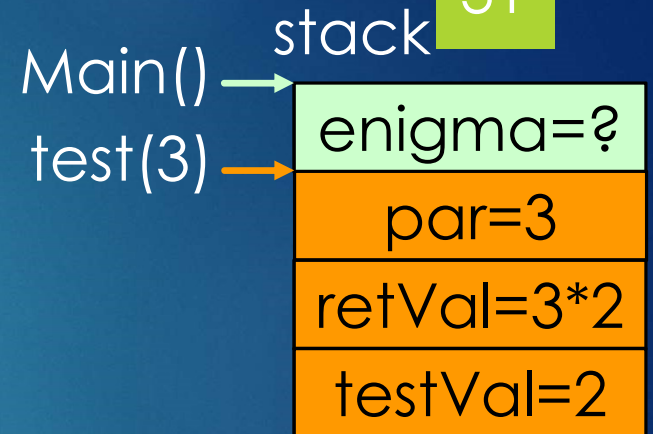 stack
Main()
enigma=?
test(3)
par=3
retVal=3*2
testVal=2